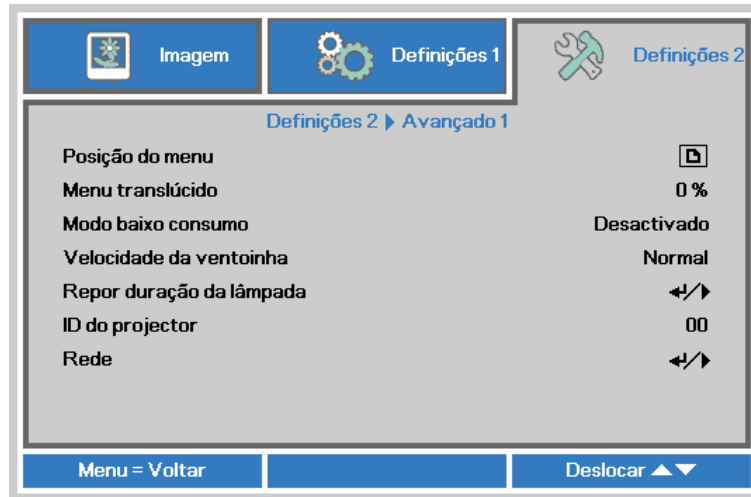 Imagem Definições 1 Definições 2
Definições 2 Avançado 1
Posição do menu
Menu translúcido 0 %
Modo baixo consumo Desactivado
Velocidade da ventoinha Normal
Repor duração da lâmpada
ID do projector 00
Rede
Menu = Voltar Deslocar